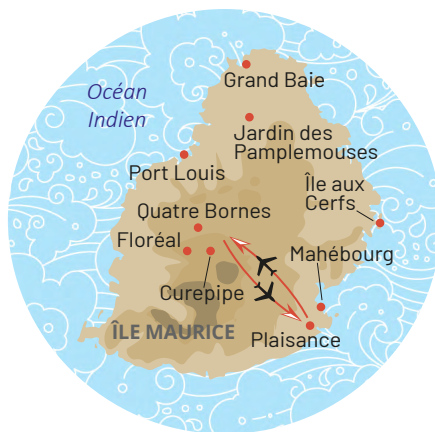 Grand Baie
Océan
Indien
Jardin des
Pamplemouses
Port Louis
Île aux
Cerfs
Quatre Bornes
Floréal
Mahébourg
Curepipe
ÎLE MAURICE
Plaisance